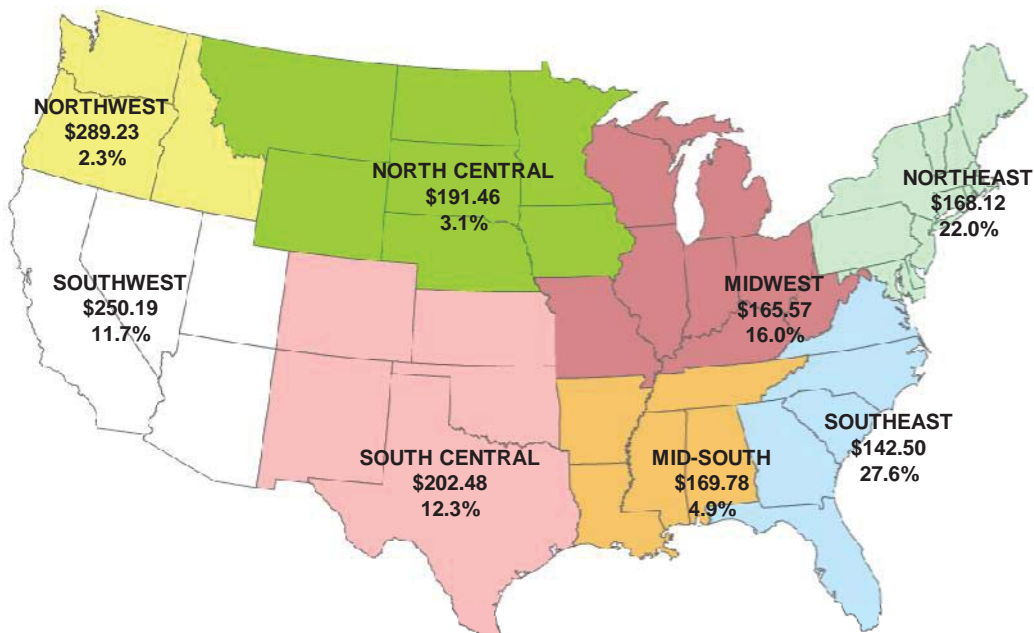 NORTHWEST
$289.23
2.3%
NORTH CENTRAL
$191.46
3.1%
NORTHEAST
$168.12
22.0%
SOUTHWEST
$250.19
11.7%
MIDWEST
$165.57
16.0%
SOUTHEAST
$142.50
27.6%
SOUTH CENTRAL
$202.48
12.3%
MID-SOUTH
$169.78
4.9%